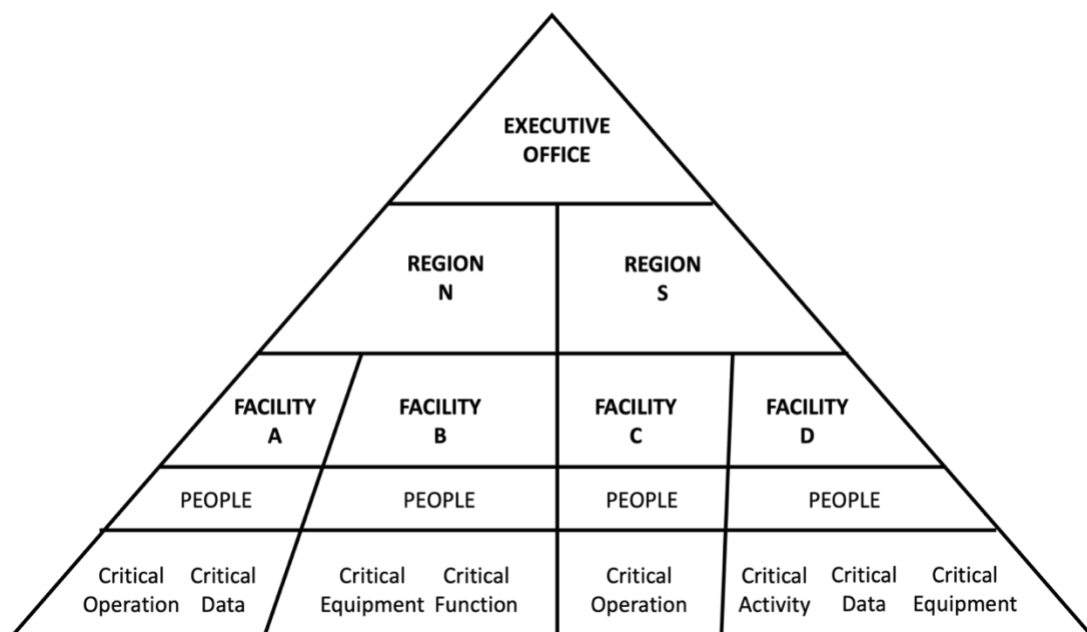 EXECUTIVE
OFFICE
REGION
N
REGION
S
FACILITY
A
FACILITY
B
FACILITY
C
FACILITY
D
PEOPLE
PEOPLE
PEOPLE
PEOPLE
Critical
Operation
Critical
Data
Critical
Equipment
Critical
Function
Critical
Operation
Critical
Activity
Critical
Data
Critical
Equipment